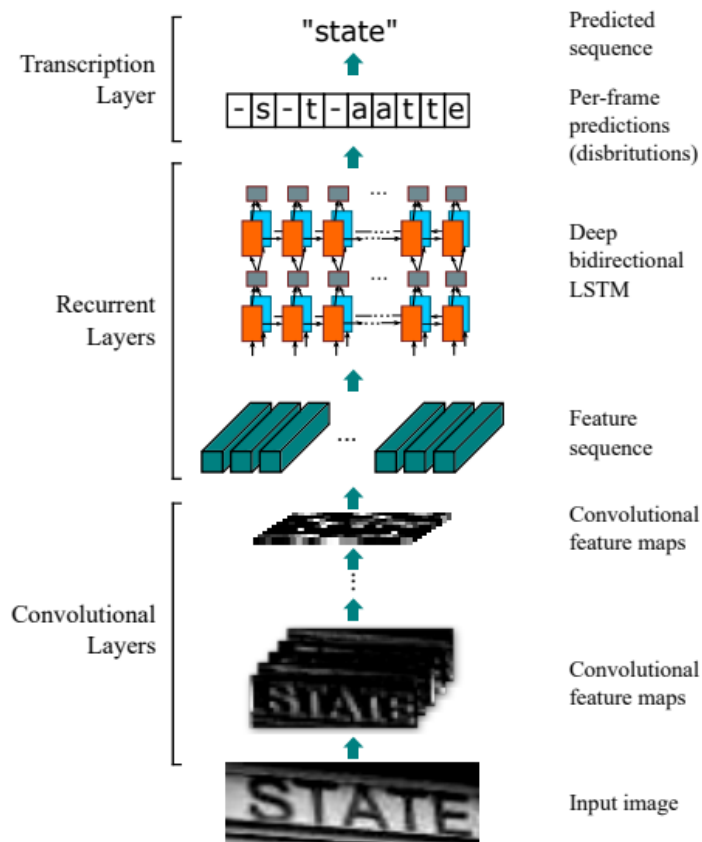 "state"
Predicted
sequence
Transcription
Layer
-s-t-aatte
Per-frame
predictions
(disbritutions)
...
Deep
bidirectional
LSTM
...
Recurrent
Layers
...
...
Feature
sequence
...
Convolutional
feature maps
...
Convolutional
Layers
STATE
Convolutional
feature maps
STATE
Input image